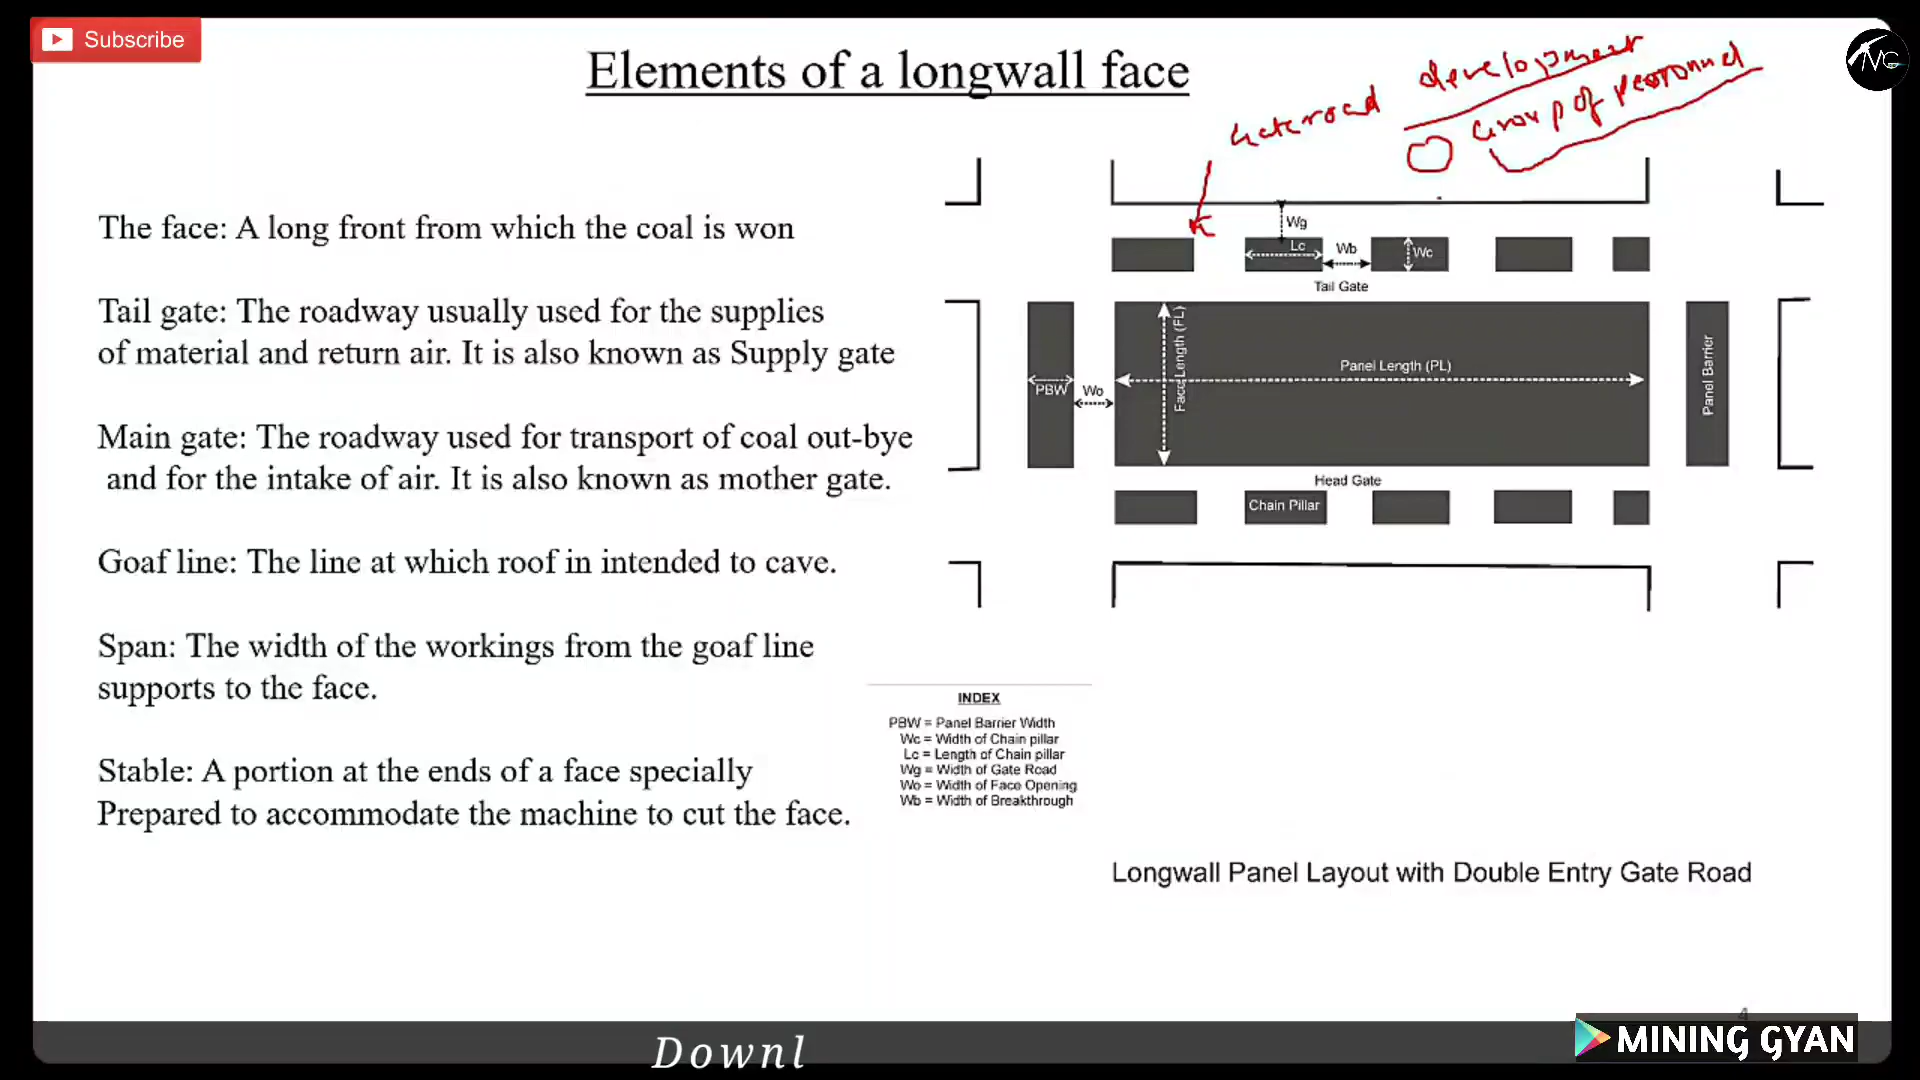 Subscribe
Elements of a longwall face
Gateroad development
Group of personnel
MG
The face: A long front from which the coal is won
Tail gate: The roadway usually used for the supplies
of material and return air. It is also known as Supply gate
Main gate: The roadway used for transport of coal out-bye
and for the intake of air. It is also known as mother gate.
Goaf line: The line at which roof in intended to cave.
Span: The width of the workings from the goaf line
supports to the face.
Stable: A portion at the ends of a face specially
Prepared to accommodate the machine to cut the face.
Wg
Lc
Wb
Wc
Tail Gate
Face Length (FL)
Panel Length (PL)
PBW
Wo
Panel Barrier
Head Gate
Chain Pillar
INDEX
PBW = Panel Barrier Width
Wc = Width of Chain pillar
Lc = Length of Chain pillar
Wg = Width of Gate Road
Wo = Width of Face Opening
Wb = Width of Breakthrough
Longwall Panel Layout with Double Entry Gate Road
4
Downl
MINING GYAN